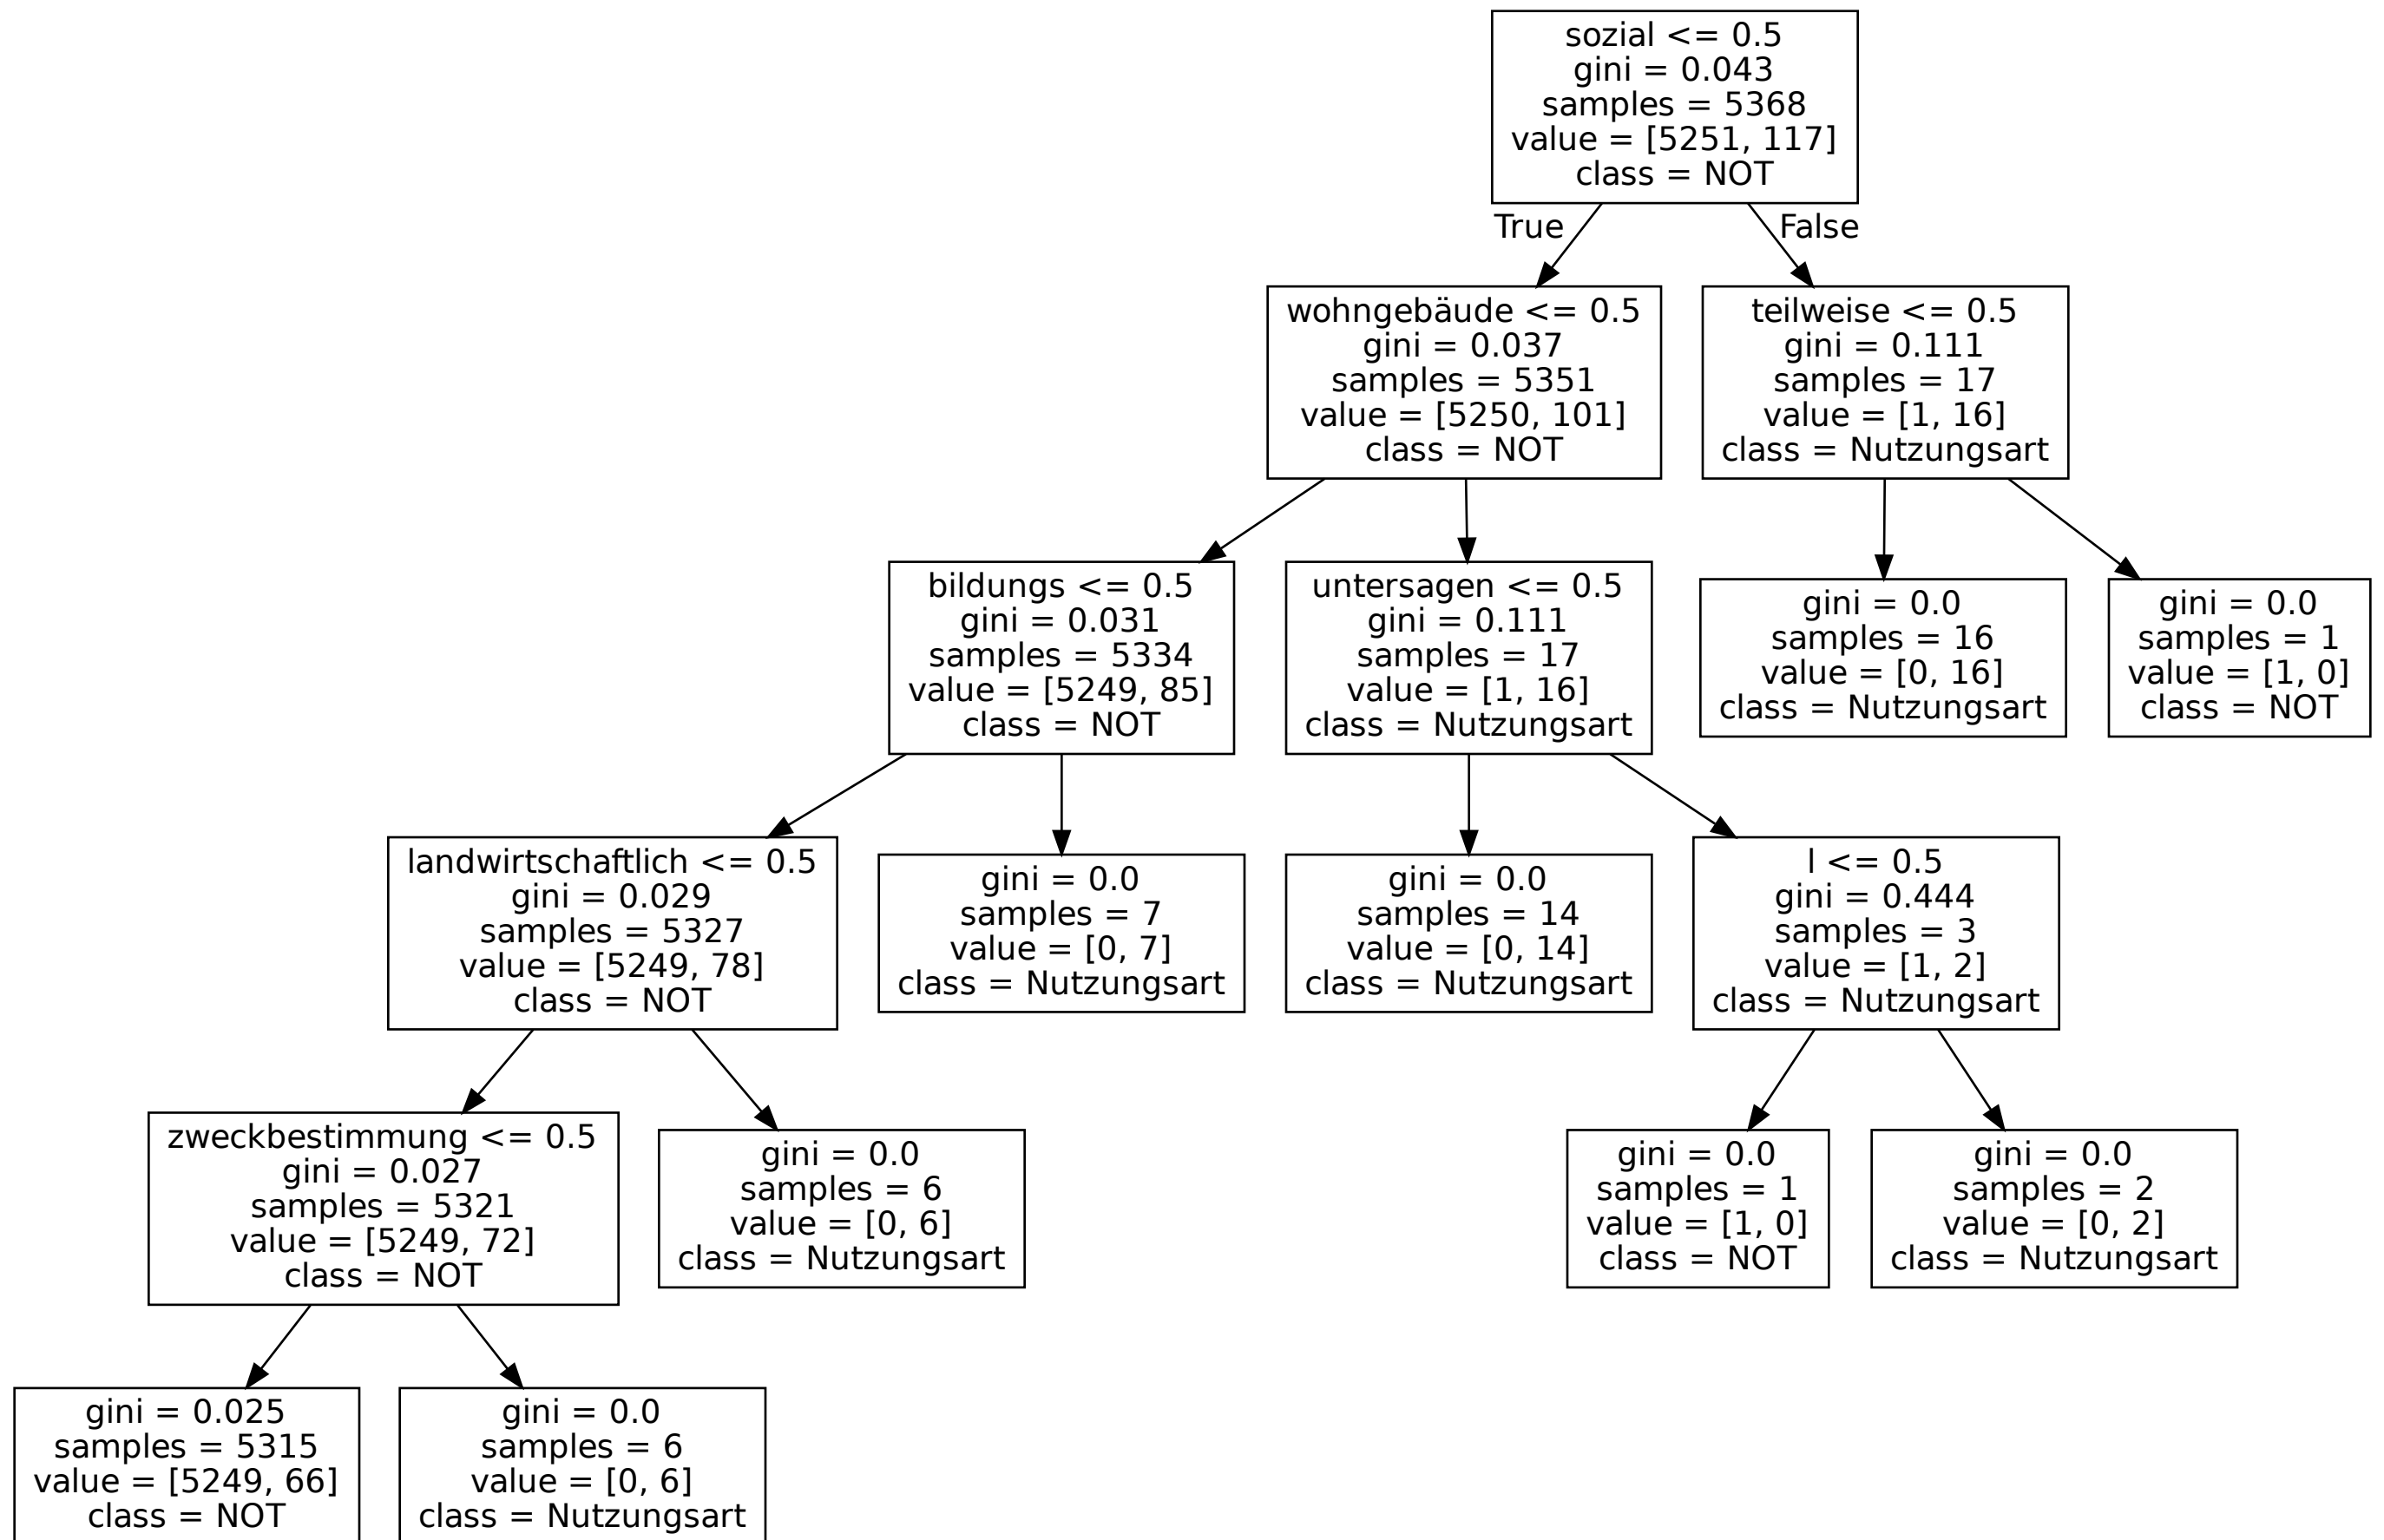 sozial <= 0.5
gini = 0.043
samples = 5368
value = [5251, 117]
class = NOT
True
False
wohngebäude <= 0.5
gini = 0.037
samples = 5351
value = [5250, 101]
class = NOT
teilweise <= 0.5
gini = 0.111
samples = 17
value = [1, 16]
class = Nutzungsart
bildungs <= 0.5
gini = 0.031
samples = 5334
value = [5249, 85]
class = NOT
untersagen <= 0.5
gini = 0.111
samples = 17
value = [1, 16]
class = Nutzungsart
gini = 0.0
samples = 16
value = [0, 16]
class = Nutzungsart
gini = 0.0
samples = 1
value = [1, 0]
class = NOT
landwirtschaftlich <= 0.5
gini = 0.029
samples = 5327
value = [5249, 78]
class = NOT
gini = 0.0
samples = 7
value = [0, 7]
class = Nutzungsart
gini = 0.0
samples = 14
value = [0, 14]
class = Nutzungsart
l <= 0.5
gini = 0.444
samples = 3
value = [1, 2]
class = Nutzungsart
zweckbestimmung <= 0.5
gini = 0.027
samples = 5321
value = [5249, 72]
class = NOT
gini = 0.0
samples = 6
value = [0, 6]
class = Nutzungsart
gini = 0.0
samples = 1
value = [1, 0]
class = NOT
gini = 0.0
samples = 2
value = [0, 2]
class = Nutzungsart
gini = 0.025
samples = 5315
value = [5249, 66]
class = NOT
gini = 0.0
samples = 6
value = [0, 6]
class = Nutzungsart